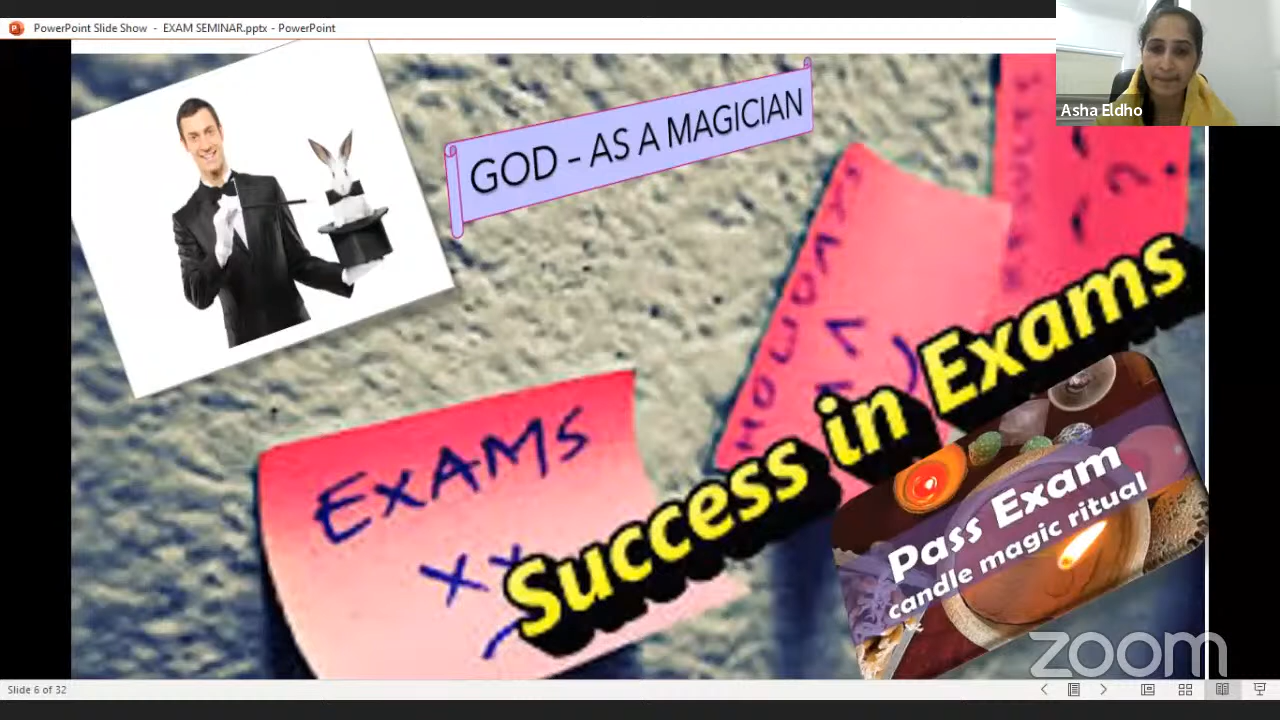 PowerPoint Slide Show - EXAM SEMINAR.pptx - PowerPoint
Asha Eldho
GOD - AS A MAGICIAN
HOLIDAYS
EXAMS
Success in Exams
Pass Exam
candle magic ritual
zoom
Slide 6 of 32